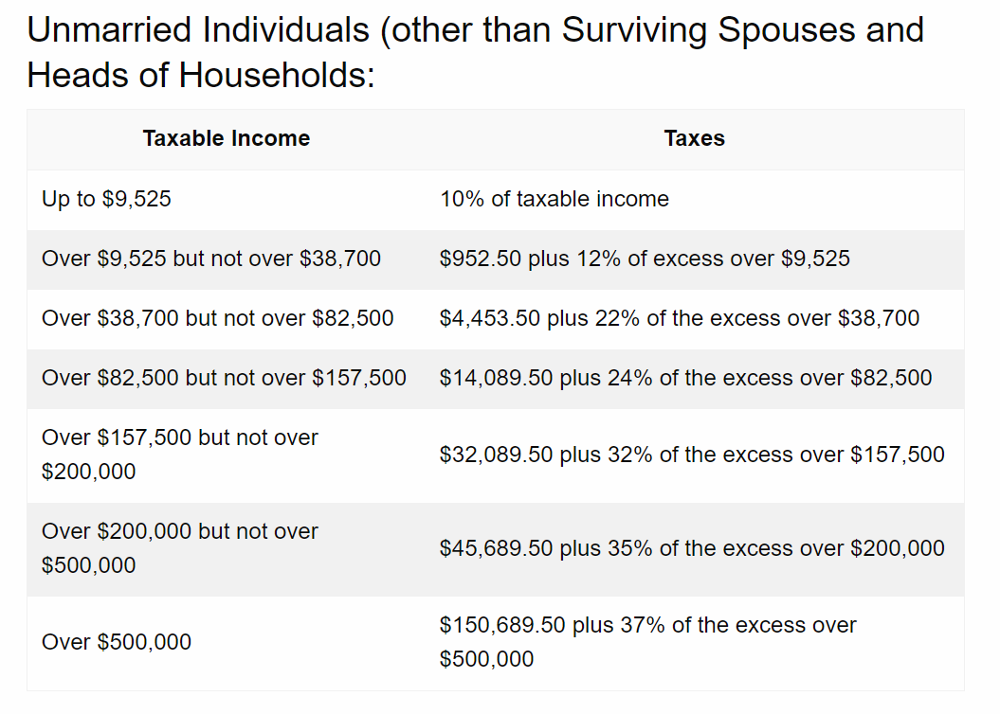 Unmarried Individuals (other than Surviving Spouses and
Heads of Households:
Taxable Income Taxes
Up to $9,525 10% of taxable income
Over $9,525 but not over $38,700 $952.50 plus 12% of excess over $9,525
Over $38,700 but not over $82,500 $4,453.50 plus 22% of the excess over $38,700
Over $82,500 but not over $157,500 $14,089.50 plus 24% of the excess over $82,500
Over $157,500 but not over
$200,000
$32,089.50 plus 32% of the excess over $157,500
Over $200,000 but not over
$500,000
$45,689.50 plus 35% of the excess over $200,000
Over $500,000
$150,689.50 plus 37% of the excess over
$500,000